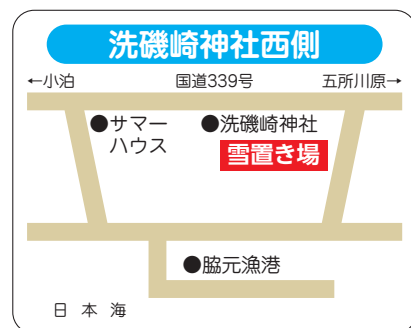 洗磯崎神社西側
←小泊 国道339号 五所川原→
●サマー
ハウス
●洗磯崎神社
雪置き場
●脇元漁港
日本海